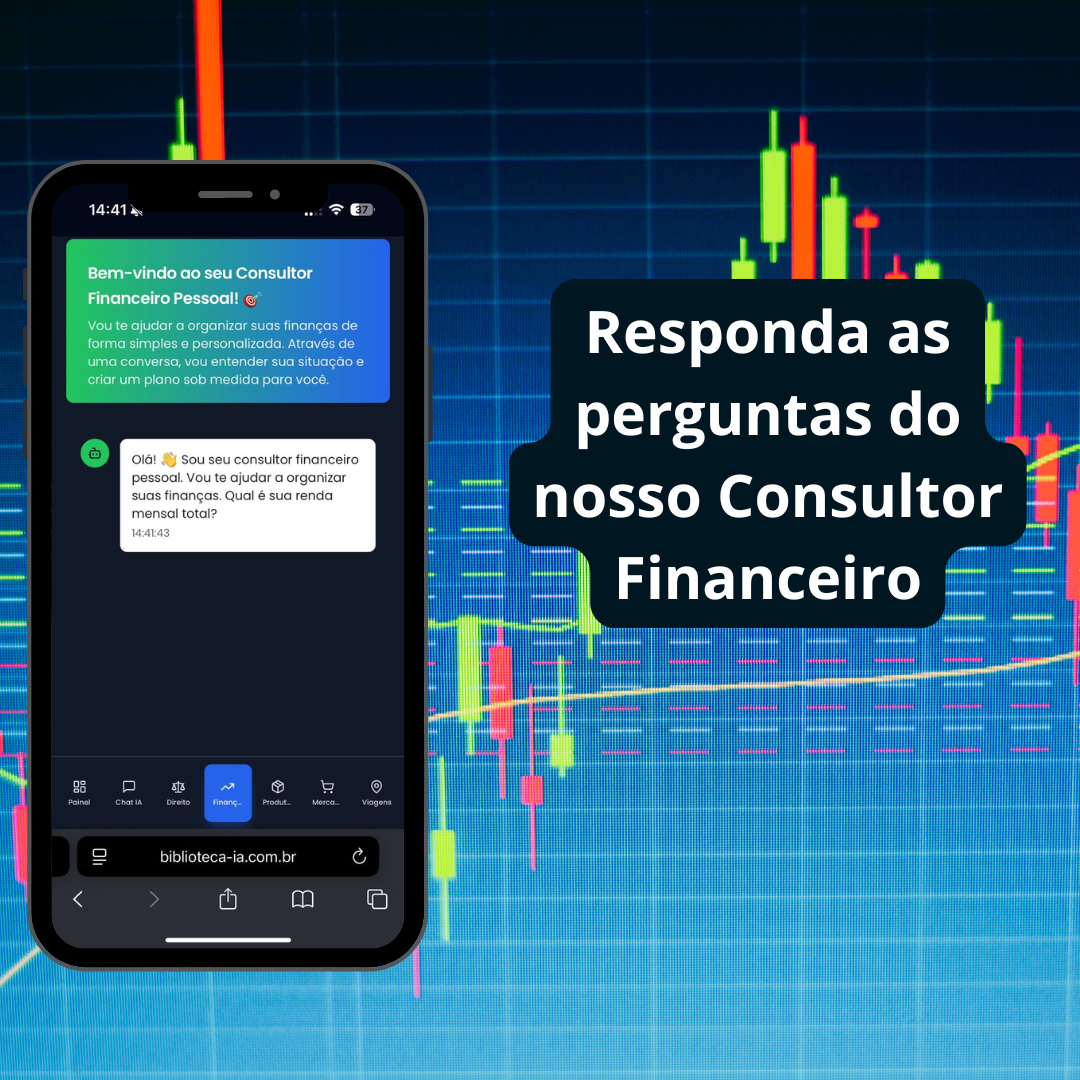 14:41
37
Bem-vindo ao seu Consultor
Financeiro Pessoal! 🎯
Vou te ajudar a organizar suas finanças de
forma simples e personalizada. Através de
uma conversa, vou entender sua situação e
criar um plano sob medida para você.
Olá! 👋 Sou seu consultor financeiro
pessoal. Vou te ajudar a organizar
suas finanças. Qual é sua renda
mensal total?
14:41:43
Painel Chat IA Direito Finanç... Produt... Merca... Viagens
biblioteca-ia.com.br
Responda as
perguntas do
nosso Consultor
Financeiro